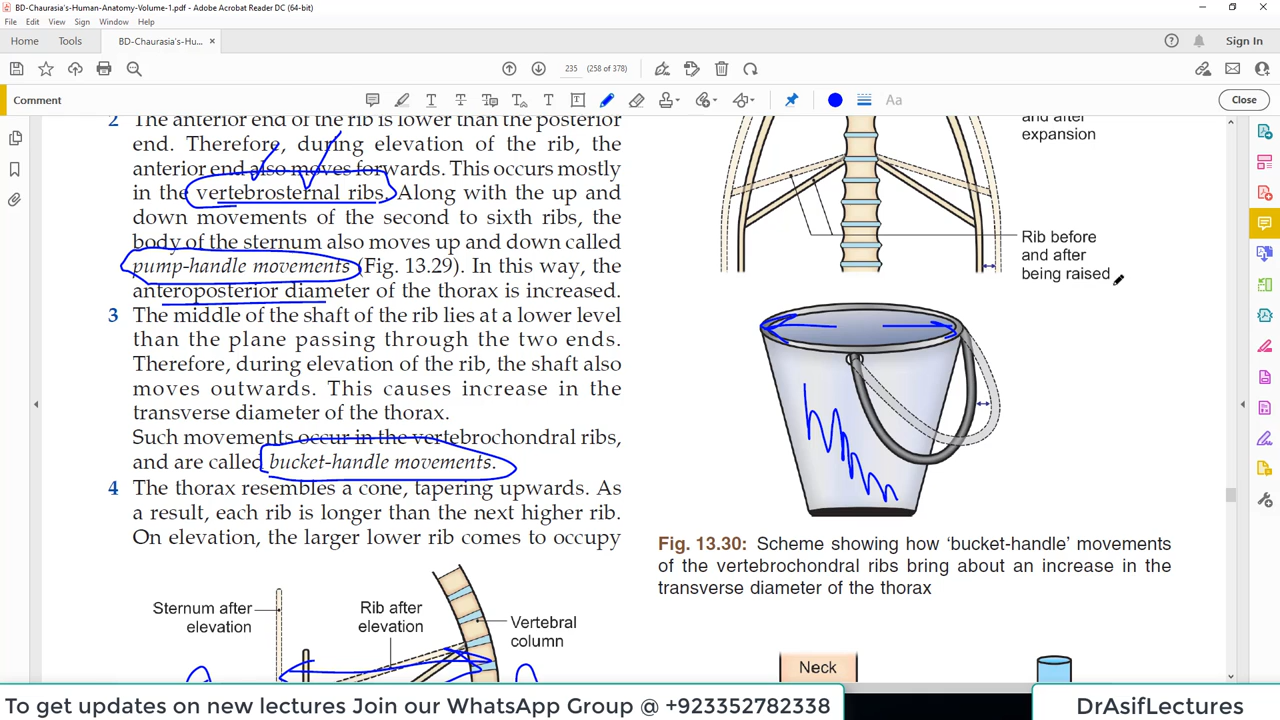 BD-Chaurasia's-Human-Anatomy-Volume-1.pdf - Adobe Acrobat Reader DC (64-bit)
File Edit View Sign Window Help
Home Tools BD-Chaurasia's-Hu... × Sign In
235 (258 of 378)
Comment Aa Close
2 The anterior end of the rib is lower than the posterior
end. Therefore, during elevation of the rib, the
anterior end also moves forwards. This occurs mostly
in the vertebrosternal ribs. Along with the up and
down movements of the second to sixth ribs, the
body of the sternum also moves up and down called
pump-handle movements (Fig. 13.29). In this way, the
anteroposterior diameter of the thorax is increased.
3 The middle of the shaft of the rib lies at a lower level
than the plane passing through the two ends.
Therefore, during elevation of the rib, the shaft also
moves outwards. This causes increase in the
transverse diameter of the thorax.
Such movements occur in the vertebrochondral ribs,
and are called bucket-handle movements.
4 The thorax resembles a cone, tapering upwards. As
a result, each rib is longer than the next higher rib.
On elevation, the larger lower rib comes to occupy
Sternum after
elevation
Rib after
elevation
Vertebral
column
and after
expansion
Rib before
and after
being raised
Fig. 13.30: Scheme showing how ‘bucket-handle’ movements
of the vertebrochondral ribs bring about an increase in the
transverse diameter of the thorax
Neck
To get updates on new lectures Join our WhatsApp Group @ +923352782338
DrAsifLectures